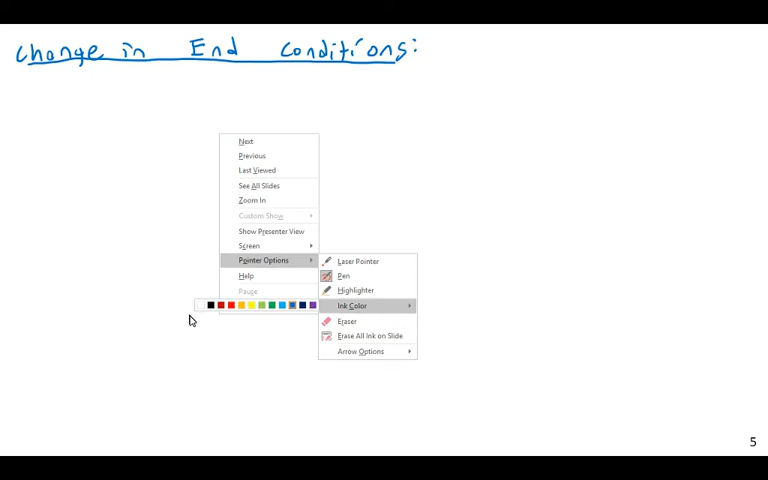 change in End conditions:
Next
Previous
Last Viewed
See All Slides
Zoom In
Custom Show
Show Presenter View
Screen
Pointer Options
Help
Pause
Laser Pointer
Pen
Highlighter
Ink Color
Eraser
Erase All Ink on Slide
Arrow Options
5